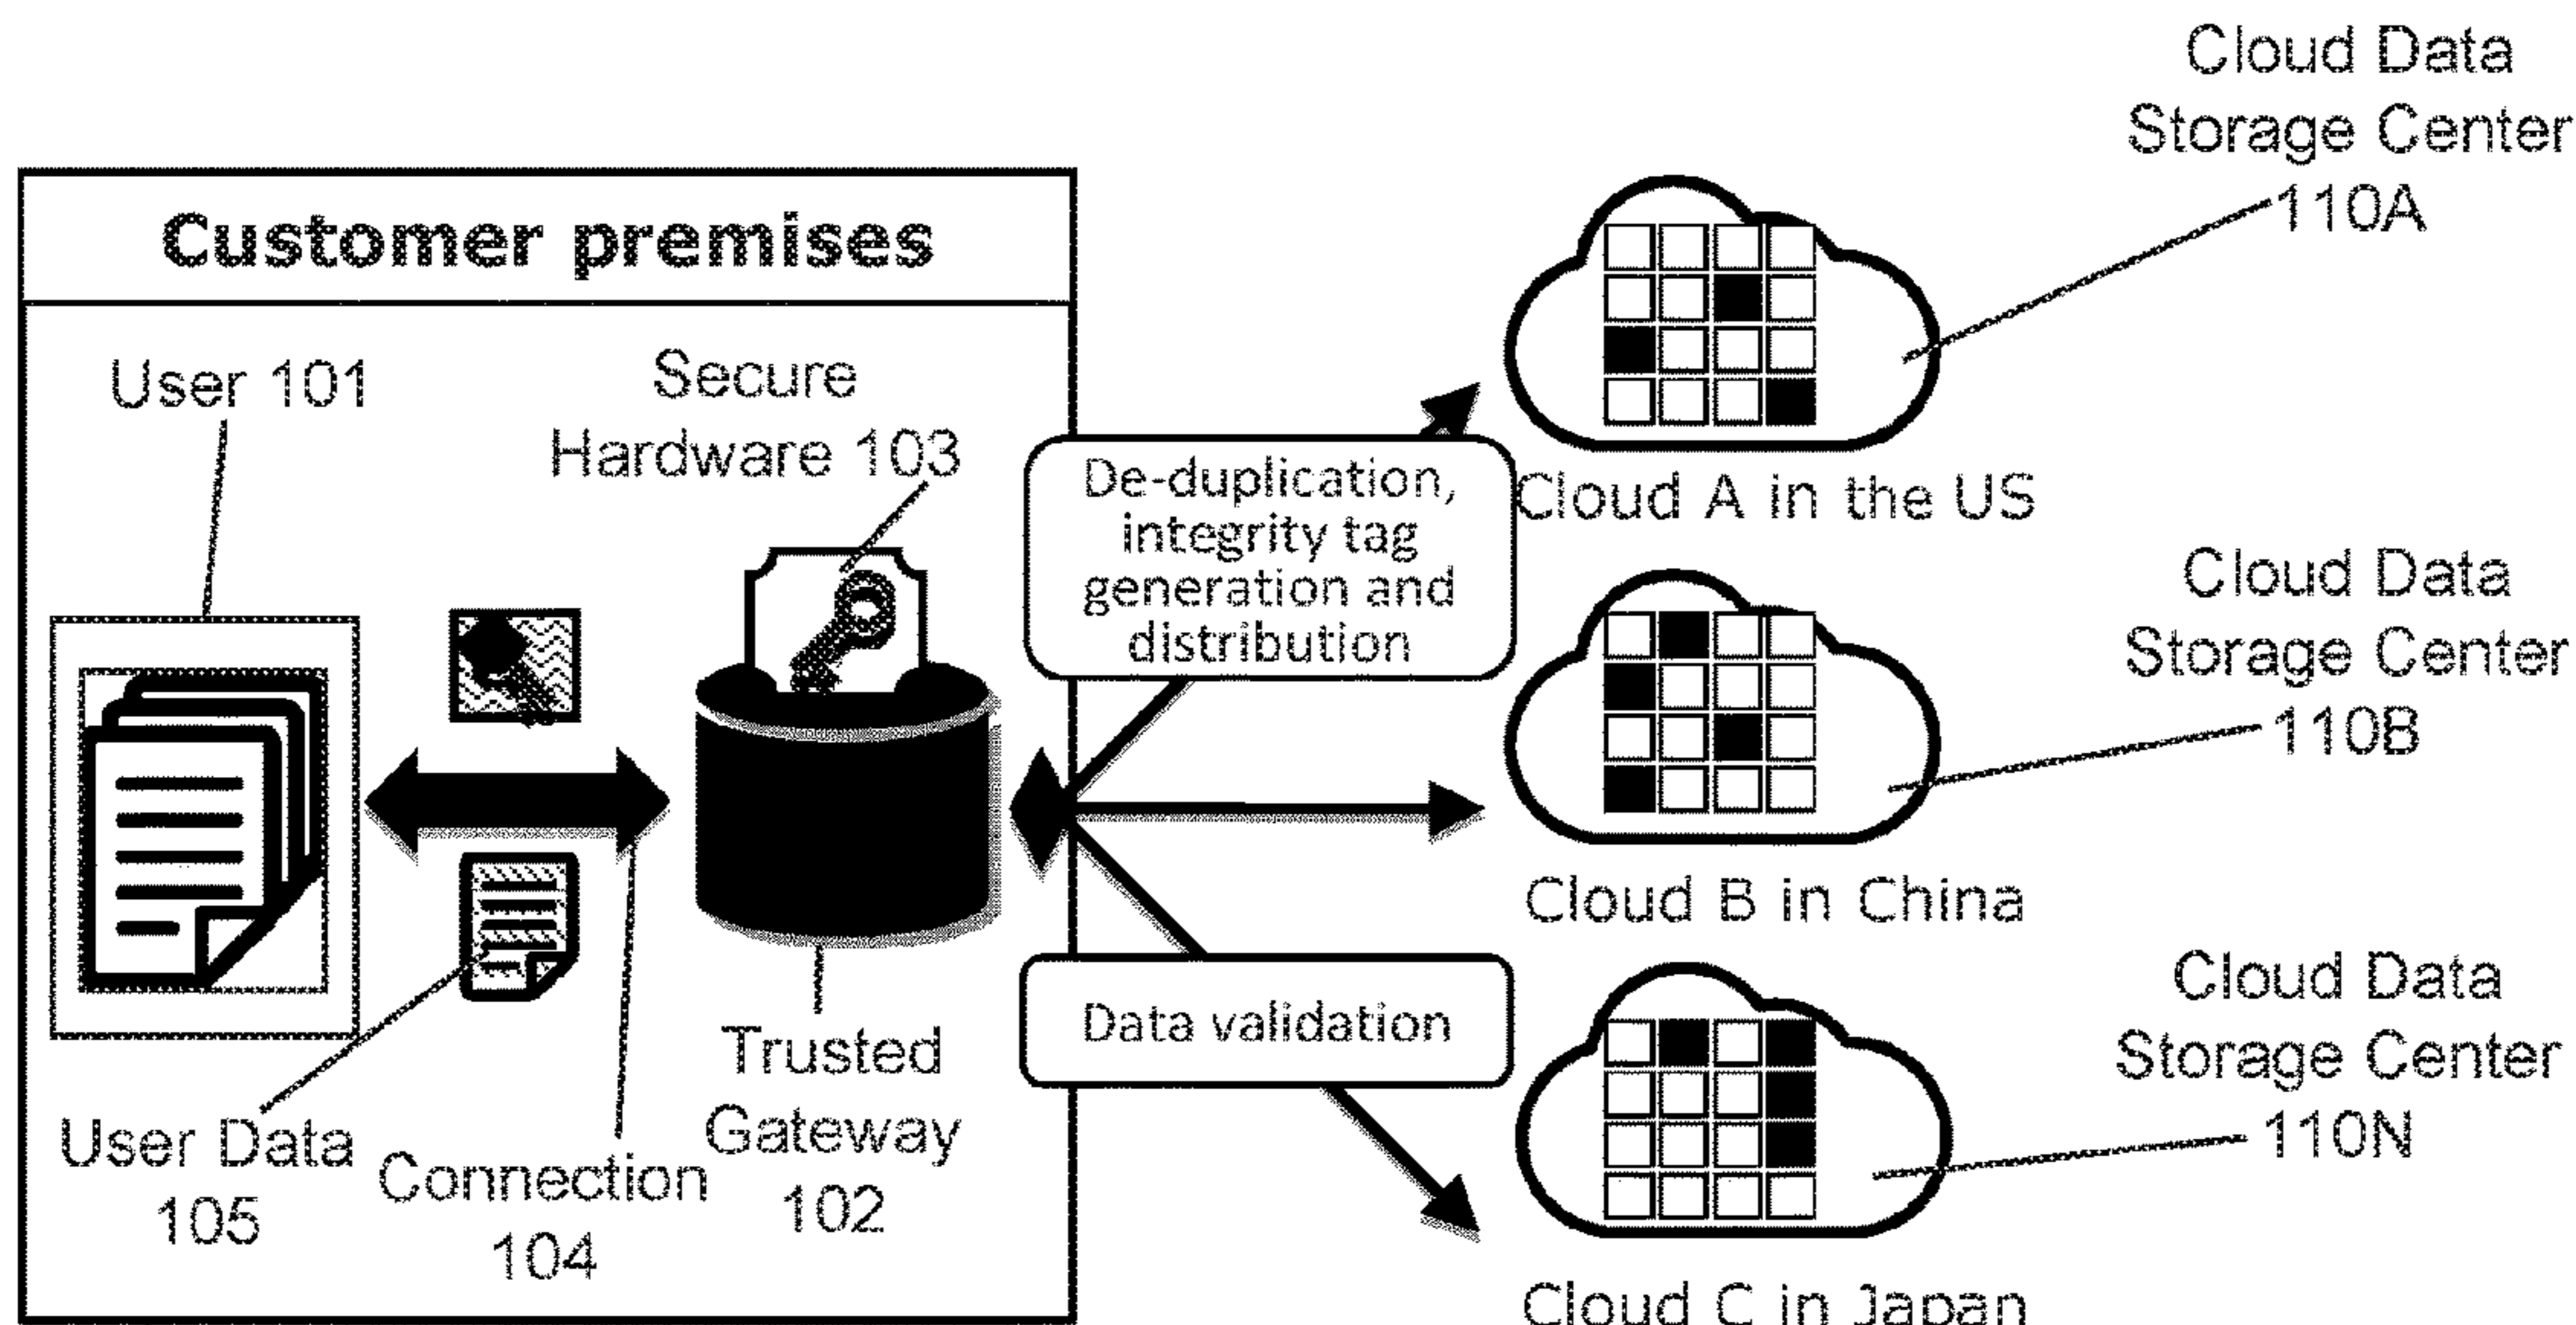 Customer premises
User 101
Secure
Hardware 103
User Data
105
Connection
104
Trusted
Gateway
102
De-duplication,
integrity tag
generation and
distribution
Data validation
Cloud Data
Storage Center
110A
Cloud A in the US
Cloud Data
Storage Center
110B
Cloud B in China
Cloud Data
Storage Center
110N
Cloud C in Japan